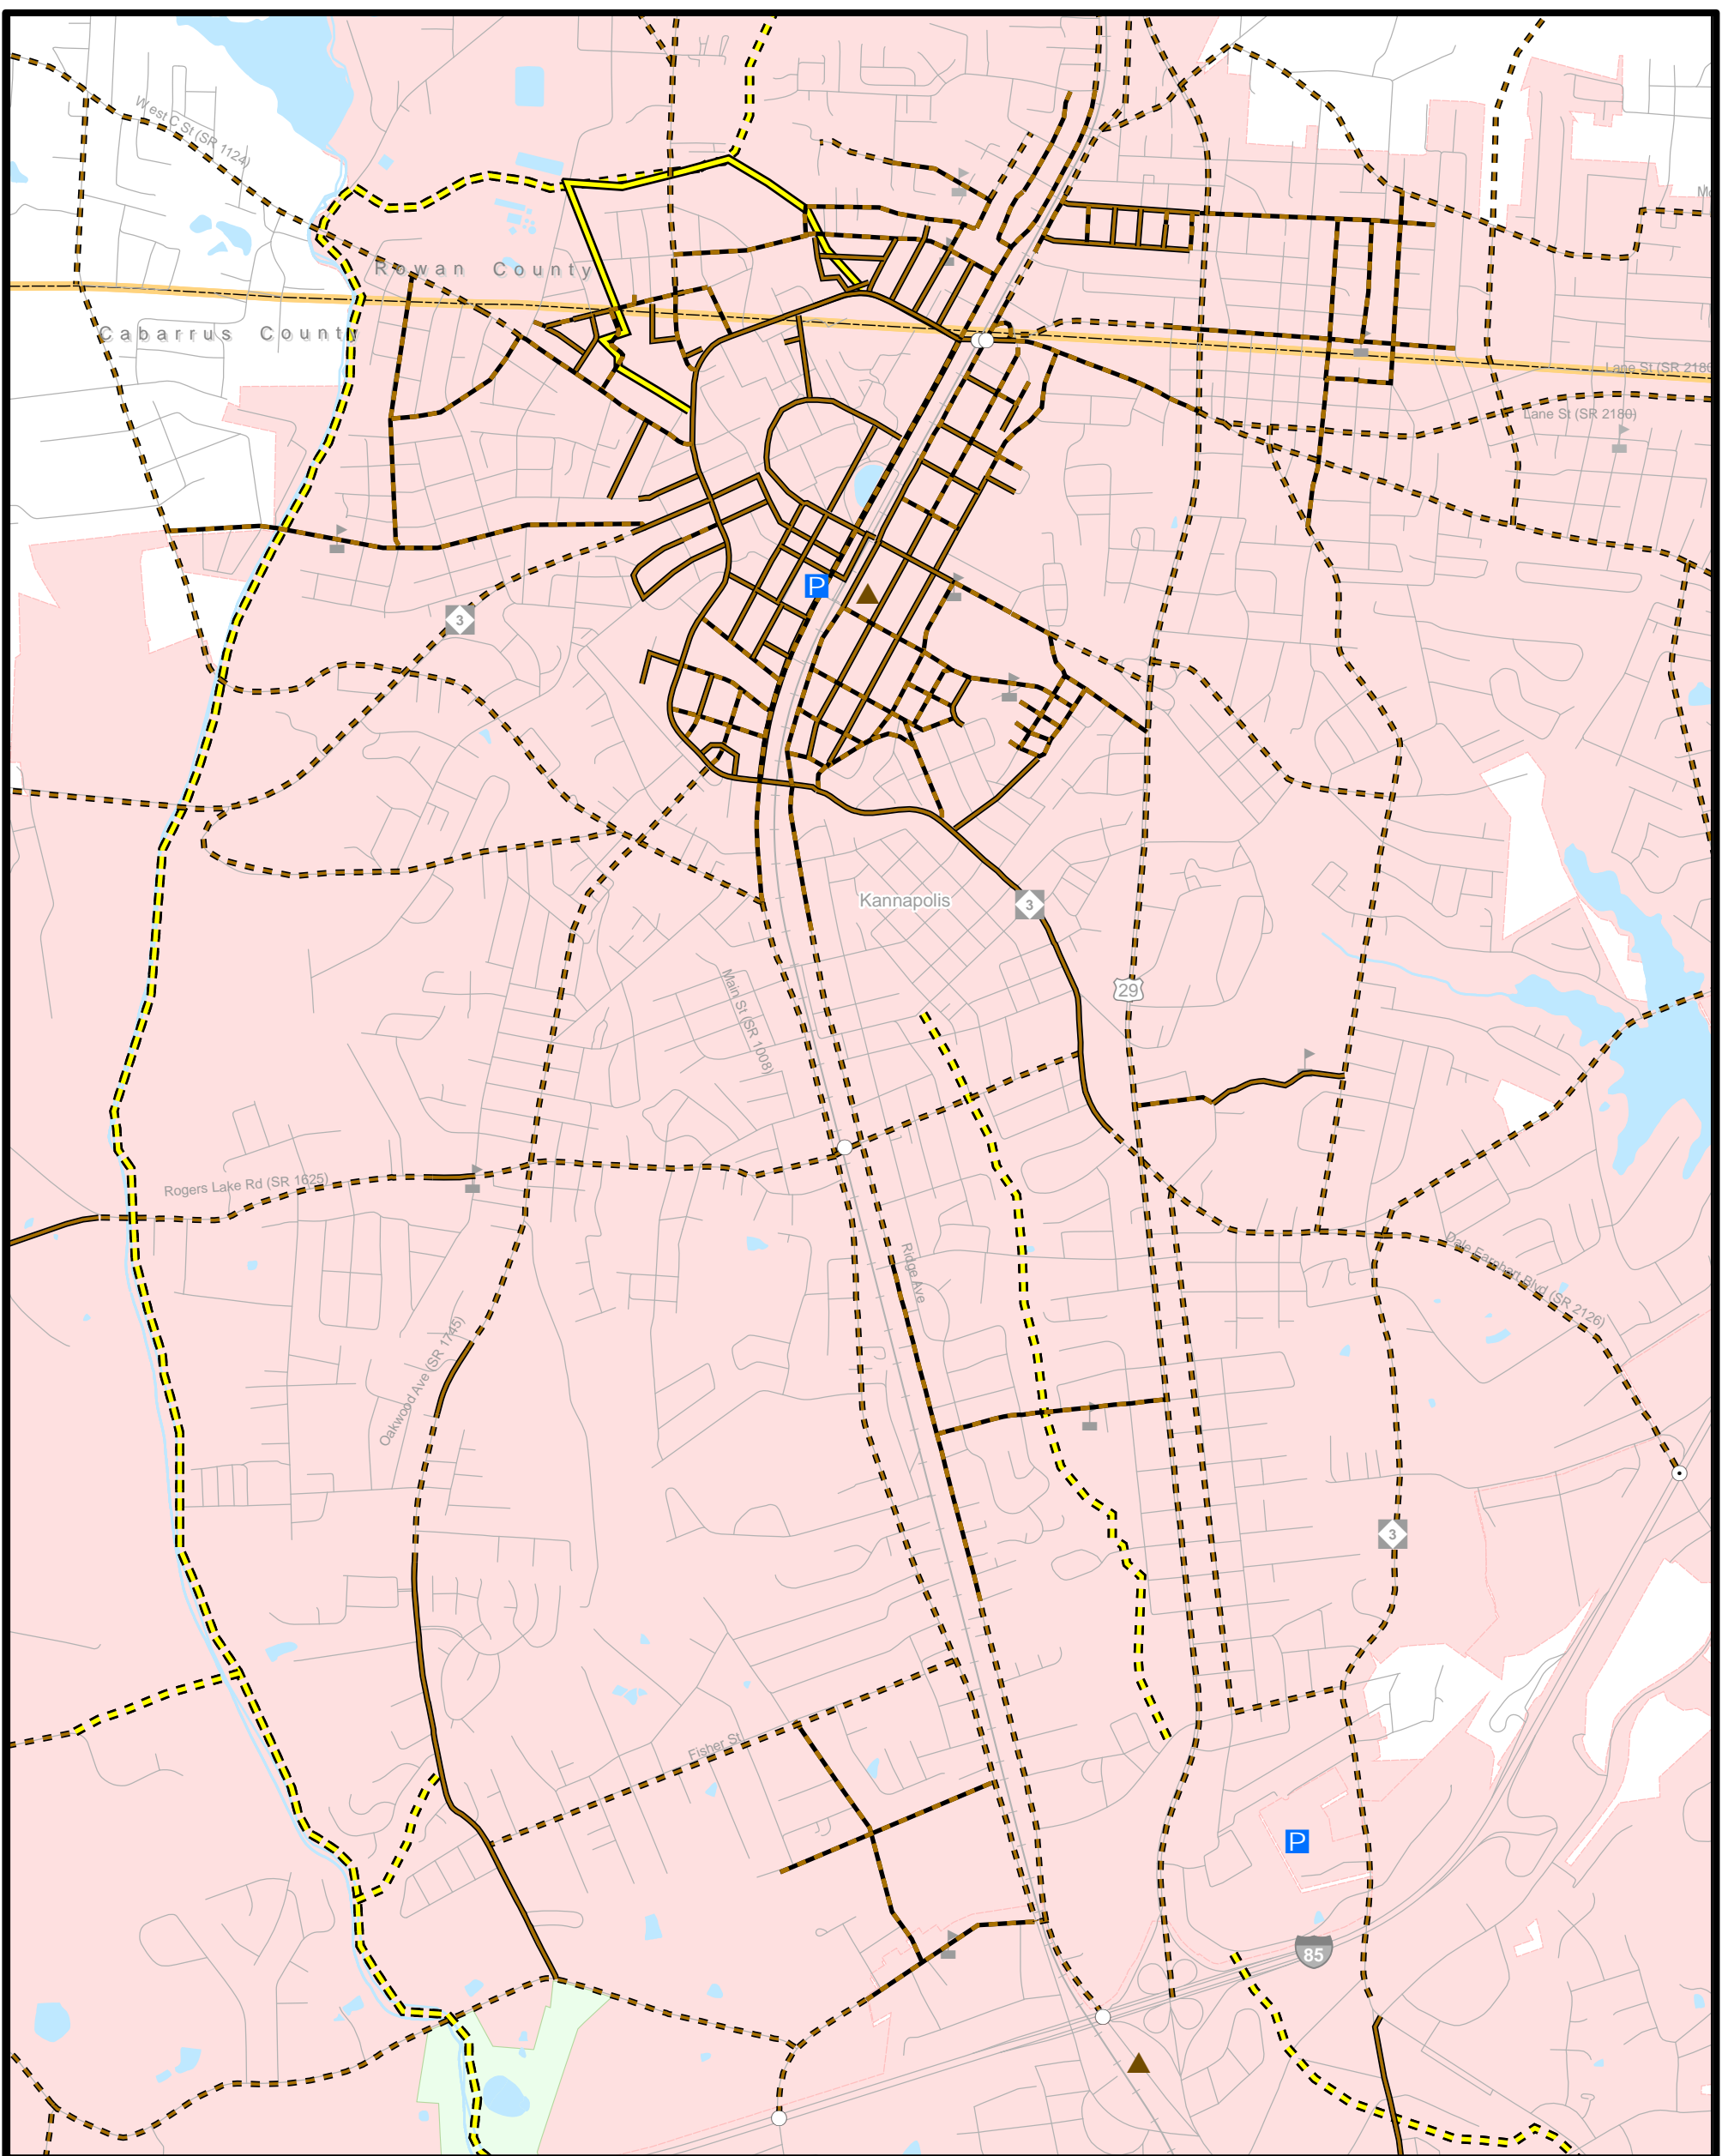 West C St (SR 1124)
Mo
Rowan County
Cabarrus County
Lane St (SR 2180
Lane St (SR 2180)
P
3
Kannapolis
3
29
Main St (SR 1008)
Rogers Lake Rd (SR 1625)
Ridge Ave
Dale Earnhart Blvd (SR 2126)
Oakwood Ave (SR 1745)
3
Fisher St
P
85